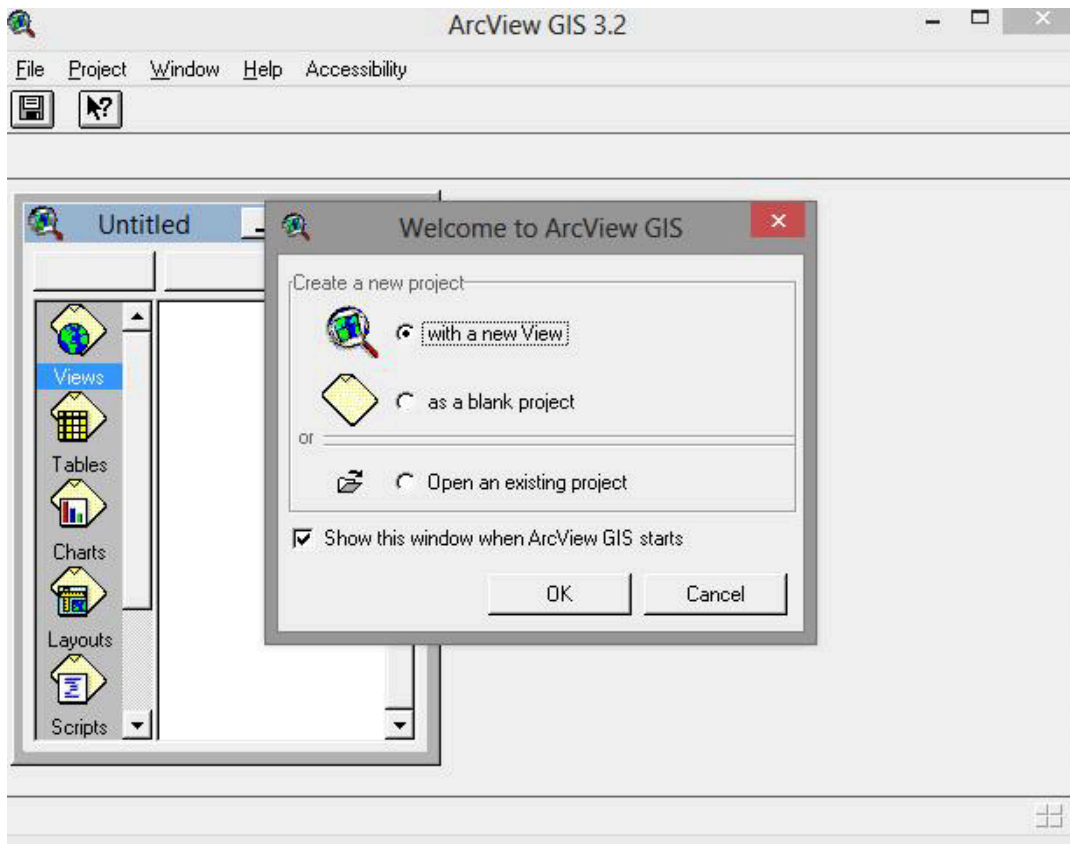 ArcView GIS 3.2
File Project Window Help Accessibility
Untitled
Welcome to ArcView GIS
Create a new project
with a new View
as a blank project
or
Open an existing project
Show this window when ArcView GIS starts
OK Cancel
Views
Tables
Charts
Layouts
Scripts